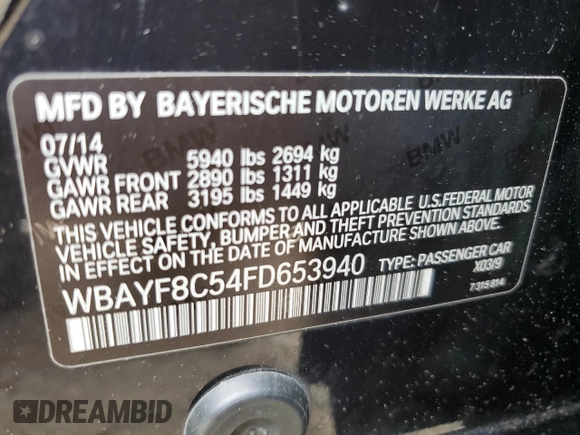 MFD BY BAYERISCHE MOTOREN WERKE AG
07/14
GVWR 5940 lbs 2694 kg
GAWR FRONT 2890 lbs 1311 kg
GAWR REAR 3195 lbs 1449 kg
THIS VEHICLE CONFORMS TO ALL APPLICABLE U.S.FEDERAL MOTOR
VEHICLE SAFETY, BUMPER AND THEFT PREVENTION STANDARDS
IN EFFECT ON THE DATE OF MANUFACTURE SHOWN ABOVE.
WBAYF8C54FD653940 TYPE: PASSENGER CAR
X03/9
7 315 814
BMW
BMW
DREAMBID